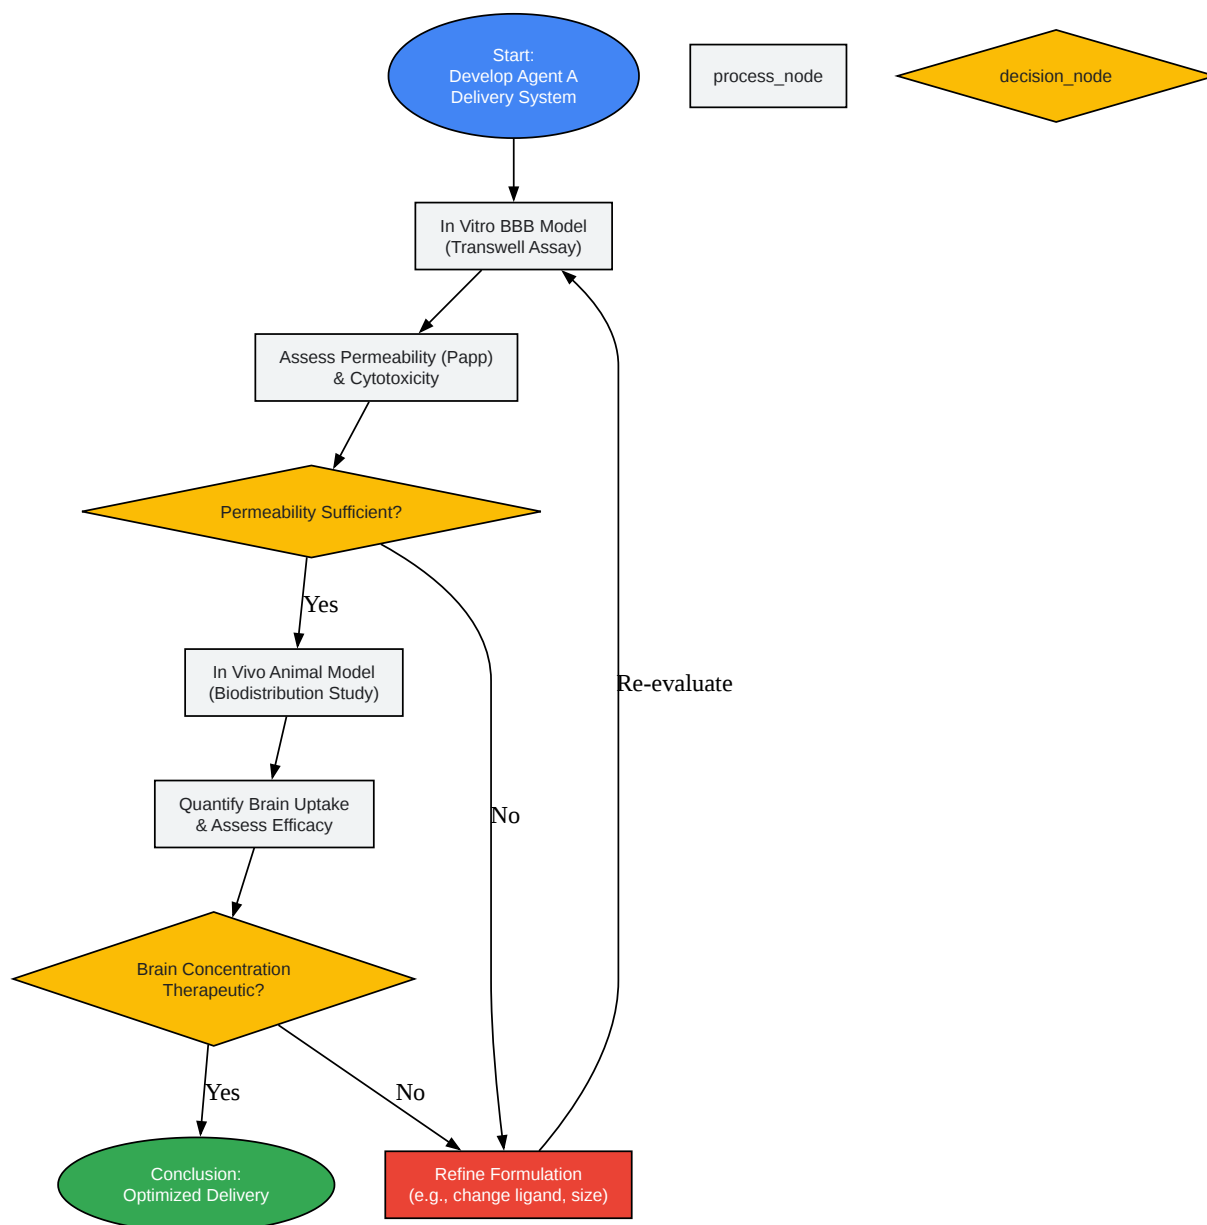 Start:
Develop Agent A
Delivery System
process_node
decision_node
In Vitro BBB Model
(Transwell Assay)
Assess Permeability (Papp)
& Cytotoxicity
Permeability Sufficient?
Yes
In Vivo Animal Model
(Biodistribution Study)
Re-evaluate
Quantify Brain Uptake
& Assess Efficacy
No
Brain Concentration
Therapeutic?
Yes
No
Conclusion:
Optimized Delivery
Refine Formulation
(e.g., change ligand, size)